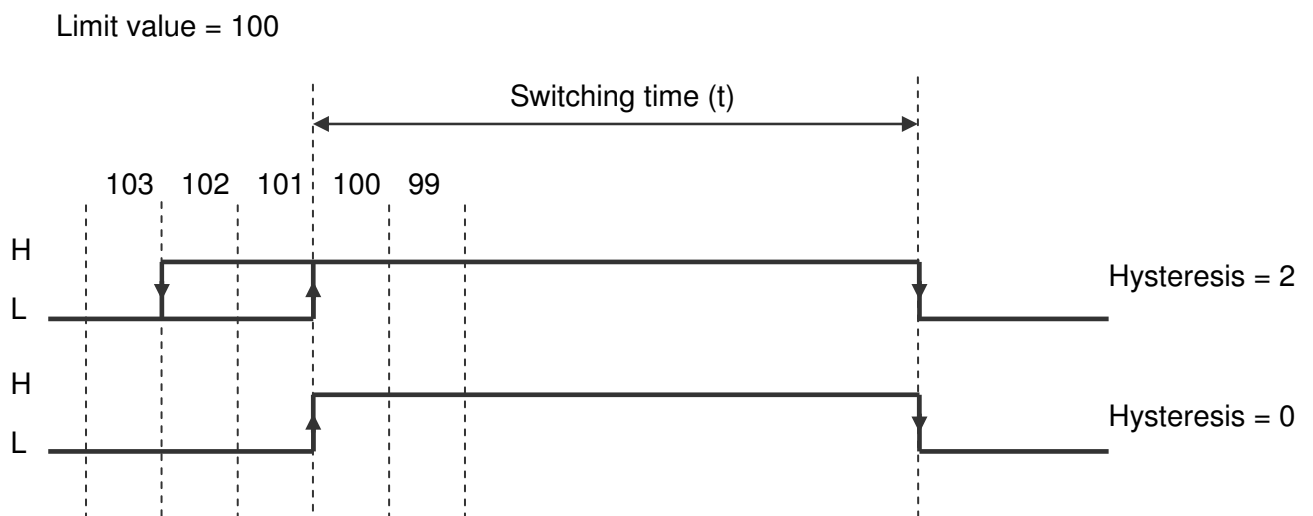 Limit value = 100
Switching time (t)
103 102 101 100 99
H
Hysteresis = 2
L
H
Hysteresis = 0
L